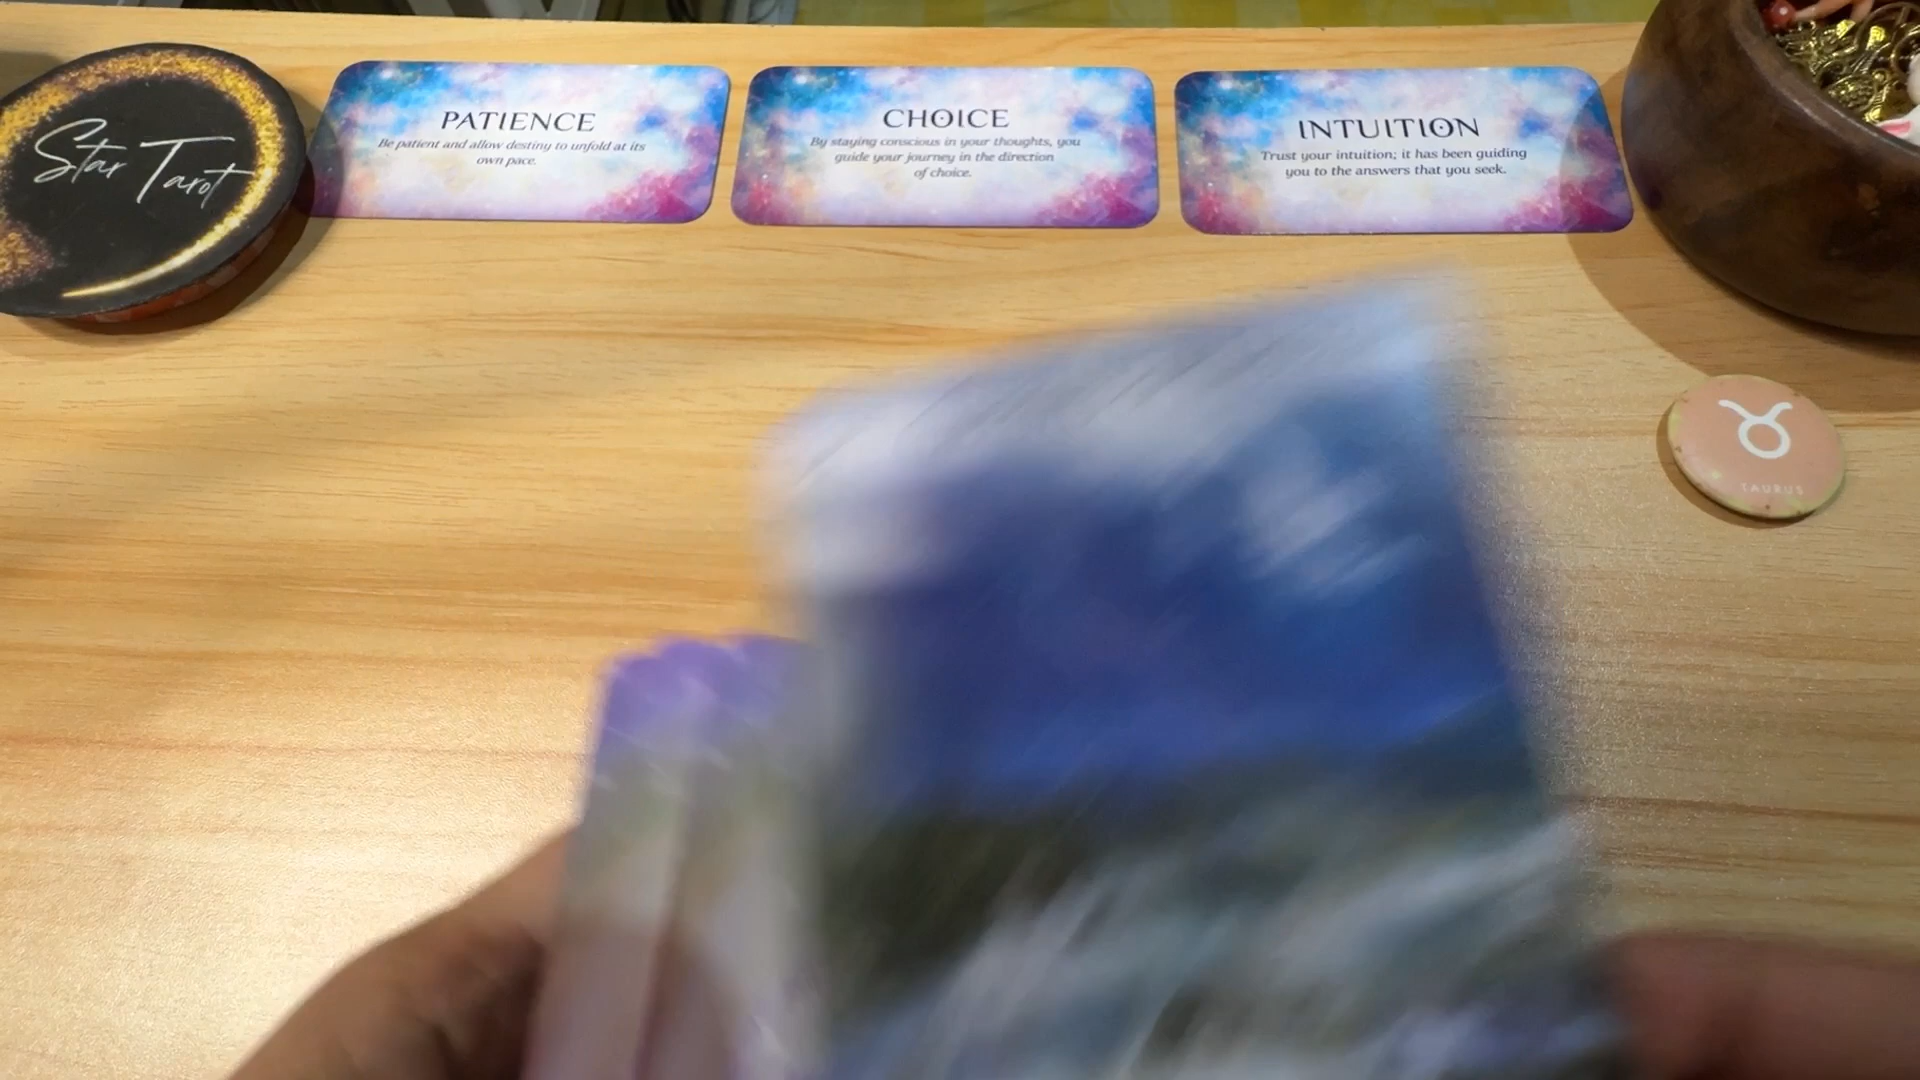 Star Tarot
PATIENCE
Be patient and allow destiny to unfold at its
own pace.
CHOICE
By staying conscious in your thoughts, you
guide your journey in the direction
of choice.
INTUITION
Trust your intuition; it has been guiding
you to the answers that you seek.
TAURUS